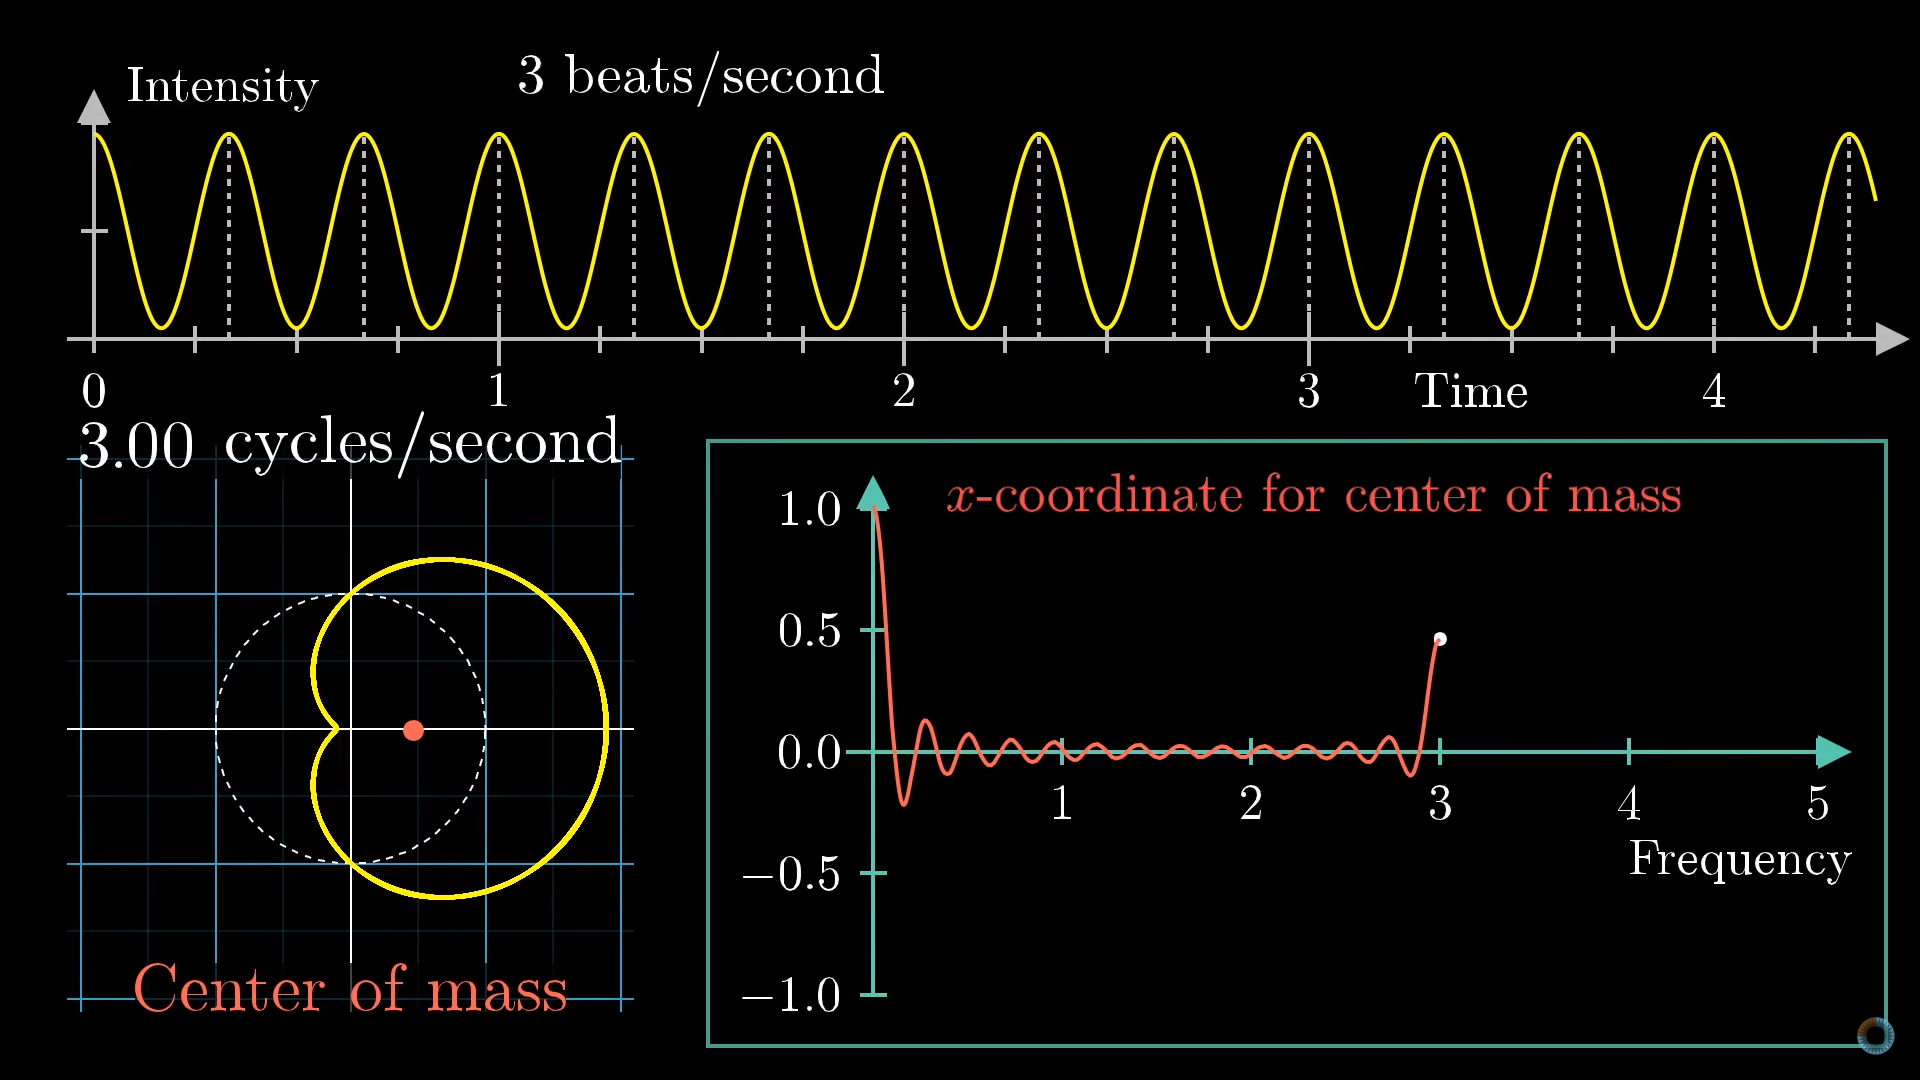 Intensity
3 beats/second
0 1 2 3 Time 4
3.00 cycles/second
Center of mass
x-coordinate for center of mass
1.0
0.5
0.0
−0.5
−1.0
1 2 3 4 5
Frequency